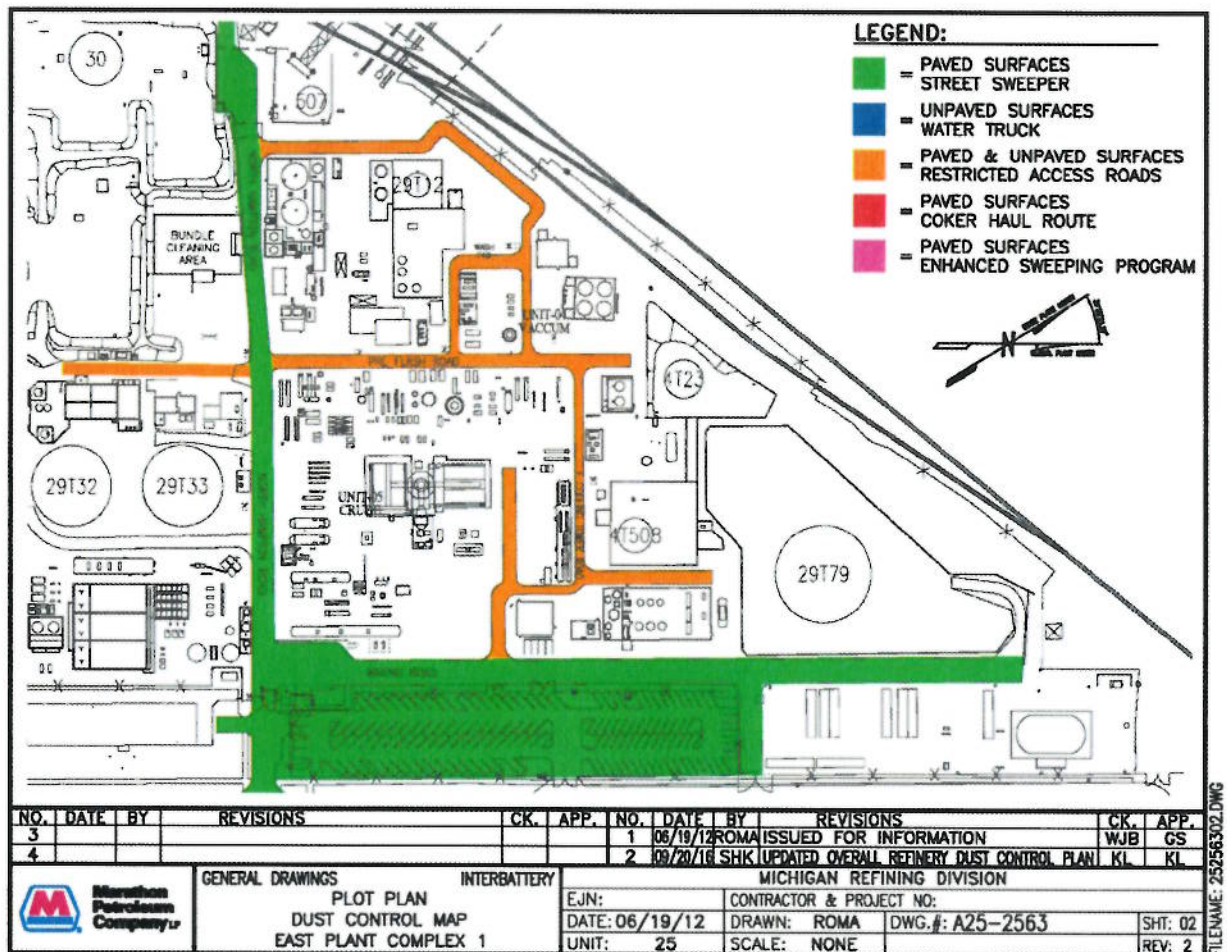 LEGEND:
= PAVED SURFACES
STREET SWEEPER
= UNPAVED SURFACES
WATER TRUCK
= PAVED & UNPAVED SURFACES
RESTRICTED ACCESS ROADS
= PAVED SURFACES
COKER HAUL ROUTE
= PAVED SURFACES
ENHANCED SWEEPING PROGRAM
N
30
507
29T12
BUNDLE
CLEANING
AREA
UNIT-04
VACCUM
4T23
29T32
29T33
UNIT-05
4T508
29T79
NO. DATE BY REVISIONS CK. APP. NO. DATE BY REVISIONS CK. APP.
3 1 06/19/12 ROMA ISSUED FOR INFORMATION WJB GS
4 2 09/20/16 SHK UPDATED OVERALL REFINERY DUST CONTROL PLAN KL KL
Marathon
Petroleum
Company LP
GENERAL DRAWINGS INTERBATTERY
PLOT PLAN
DUST CONTROL MAP
EAST PLANT COMPLEX 1
MICHIGAN REFINING DIVISION
EJN: CONTRACTOR & PROJECT NO:
DATE: 06/19/12 DRAWN: ROMA DWG.#: A25-2563 SHT: 02
UNIT: 25 SCALE: NONE REV: 2
FILENAME: 25256302.DWG